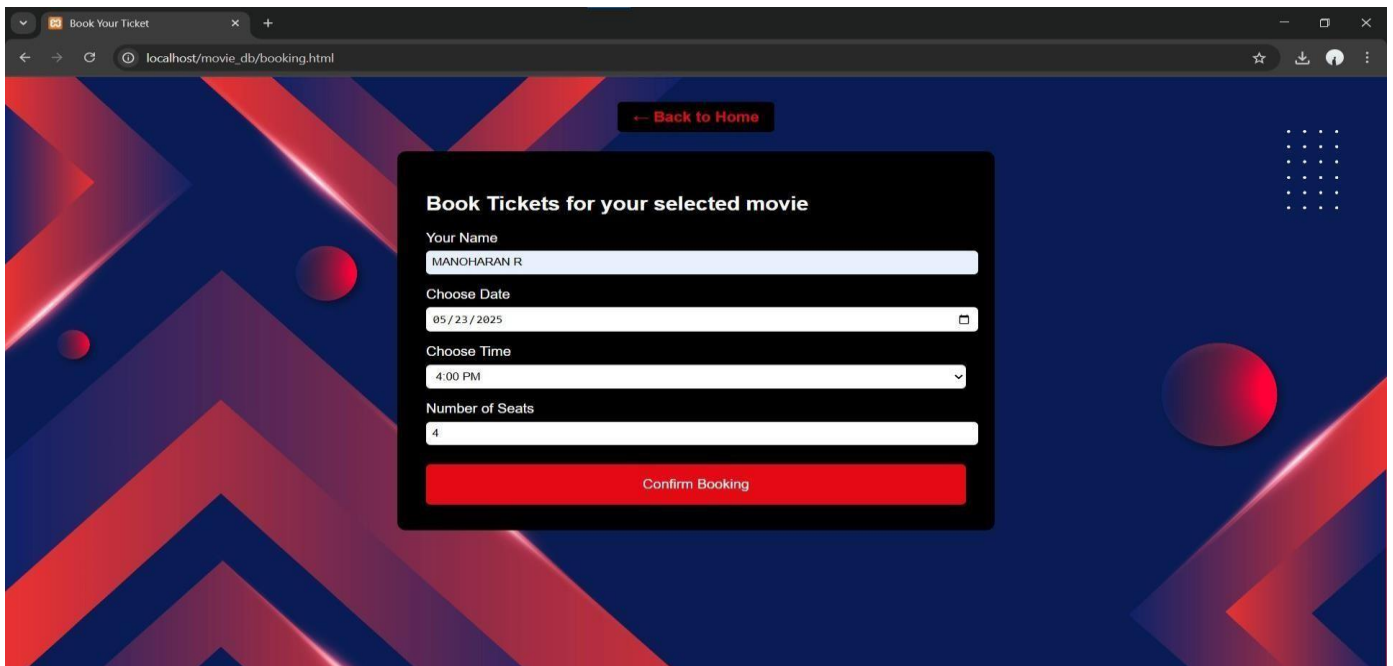 Book Your Ticket
localhost/movie_db/booking.html
← Back to Home
Book Tickets for your selected movie
Your Name
MANOHARAN R
Choose Date
05/23/2025
Choose Time
4:00 PM
Number of Seats
4
Confirm Booking